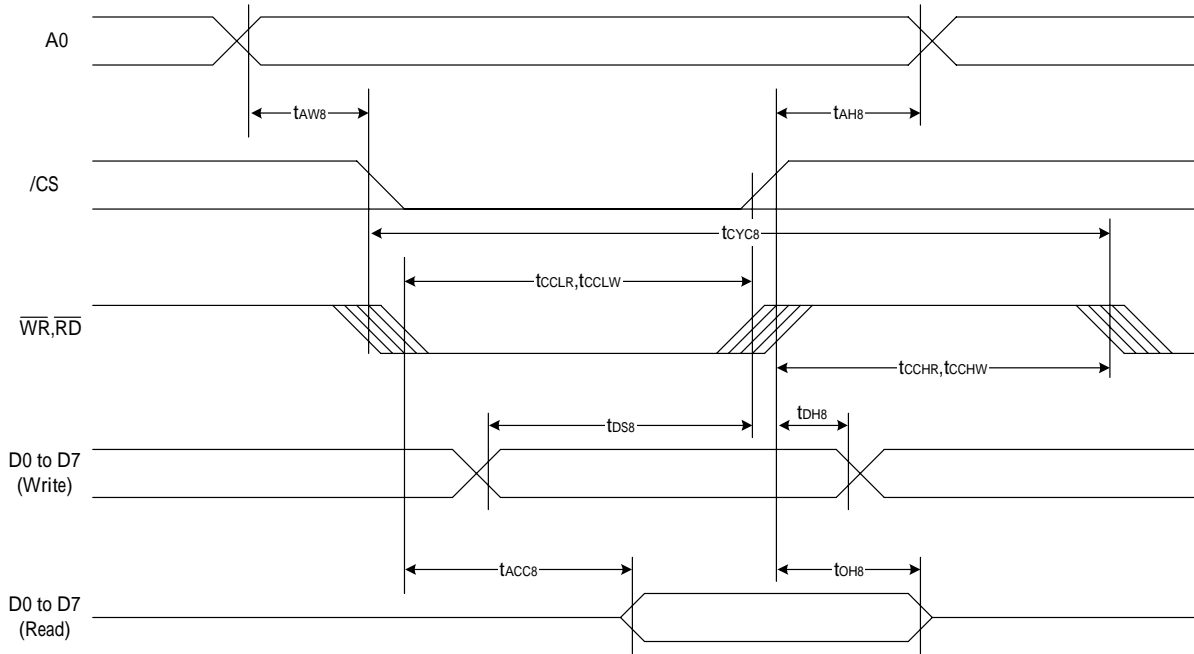 A0
tAW8
tAH8
/CS
tCYC8
tCCLR,tCCLW
WR,RD
tCCHR,tCCHW
tDS8
tDH8
D0 to D7
(Write)
tACC8
tOH8
D0 to D7
(Read)